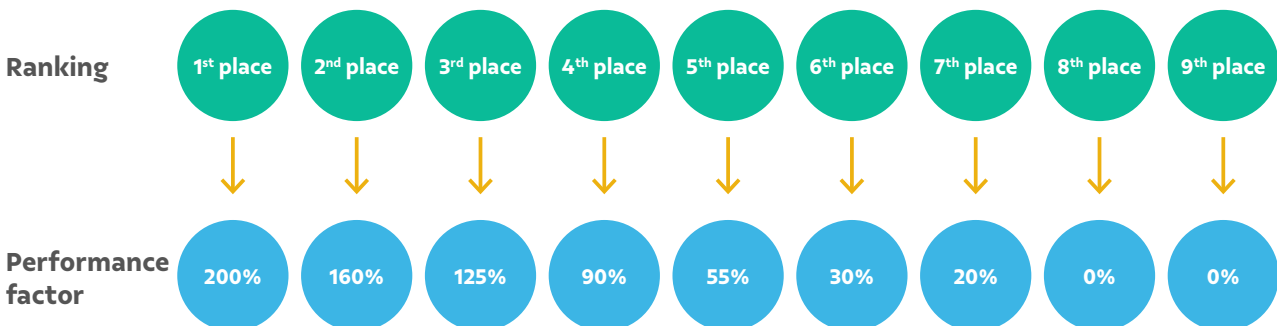 Ranking 1st place 2nd place 3rd place 4th place 5th place 6th place 7th place 8th place 9th place
Performance factor 200% 160% 125% 90% 55% 30% 20% 0% 0%